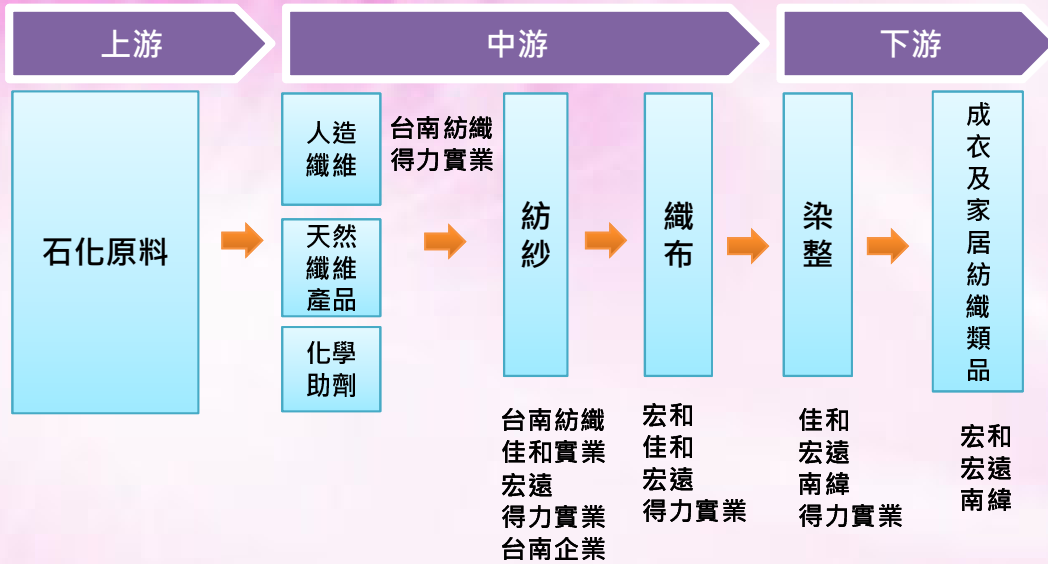 上游
中游
下游
石化原料
人造
纖維
台南紡織
得力實業
天然
纖維
產品
化學
助劑
紡
紗
織
布
染
整
成
衣
及
家
居
紡
織
類
品
台南紡織
佳和實業
宏遠
得力實業
台南企業
宏和
佳和
宏遠
得力實業
佳和
宏遠
南緯
得力實業
宏和
宏遠
南緯